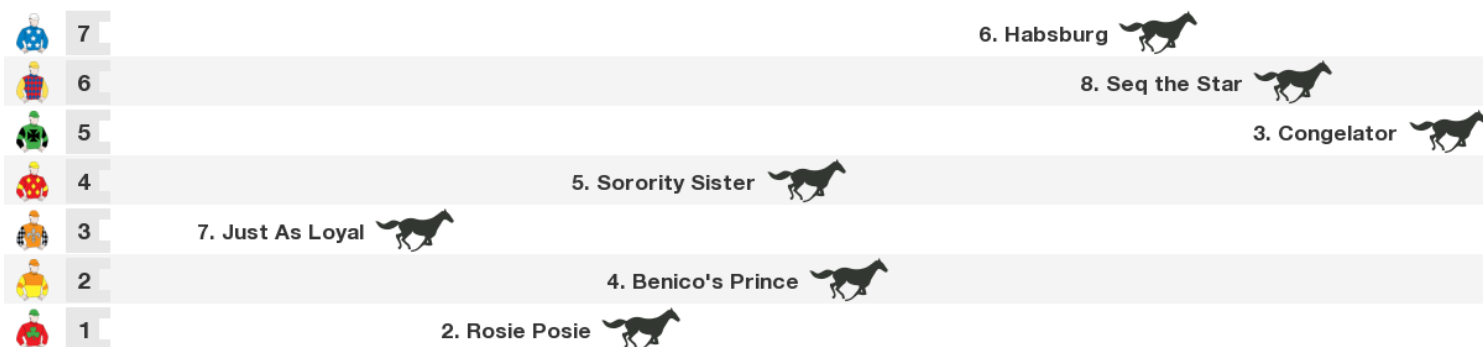 7 6. Habsburg
6 8. Seq the Star
5 3. Congelator
4 5. Sorority Sister
3 7. Just As Loyal
2 4. Benico's Prince
1 2. Rosie Posie